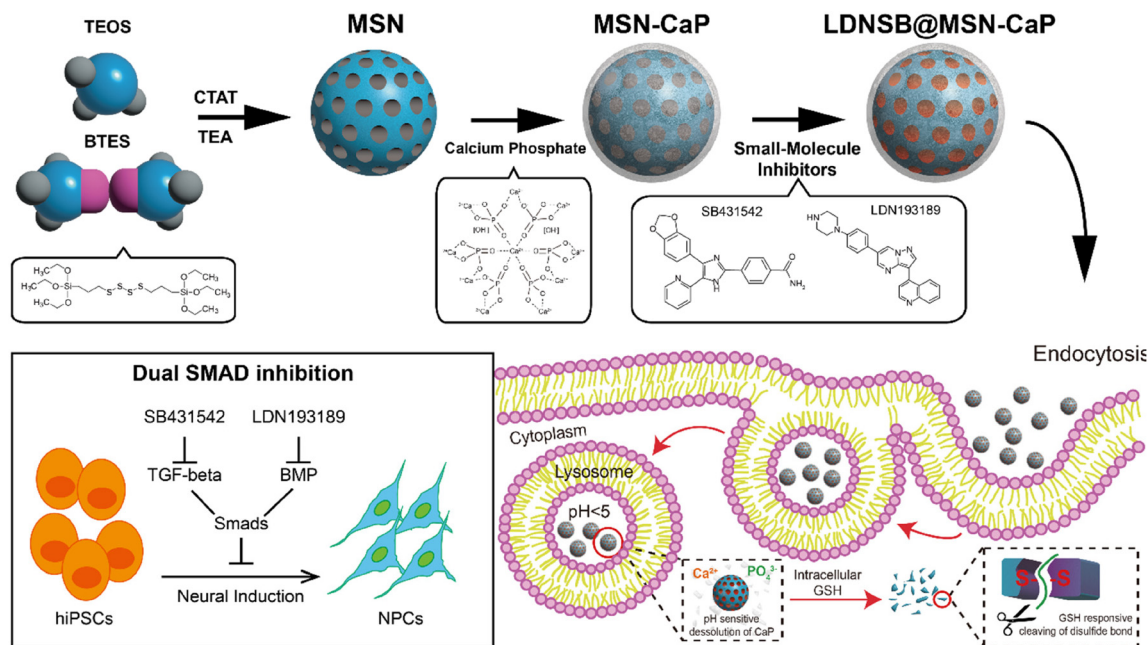 TEOS
BTES
CTAT
TEA
MSN
Calcium Phosphate
MSN-CaP
Small-Molecule
Inhibitors
LDNSB@MSN-CaP
SB431542
LDN193189
Dual SMAD inhibition
SB431542 LDN193189
TGF-beta BMP
Smads
Neural Induction
hiPSCs NPCs
Endocytosis
Cytoplasm
Lysosome
pH<5
Ca²⁺ PO₄³⁻
pH sensitive
dessolution of CaP
Intracellular
GSH
S- -S
GSH responsive
cleaving of disulfide bond